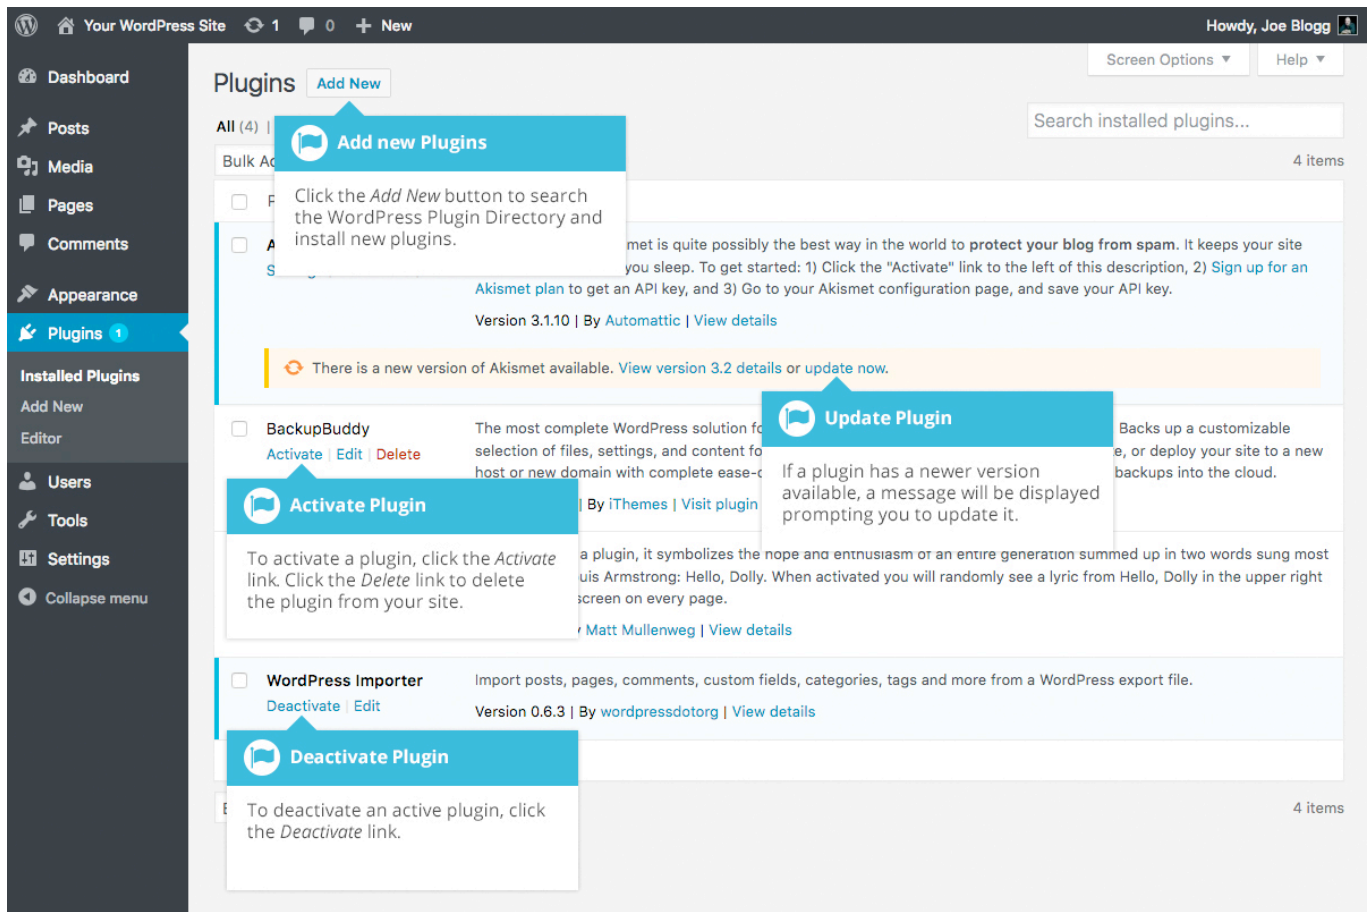 Your WordPress Site 1 0 New Howdy, Joe Blogg
Screen Options Help
Dashboard
Posts
Media
Pages
Comments
Appearance
Plugins 1
Installed Plugins
Add New
Editor
Users
Tools
Settings
Collapse menu
Plugins Add New
All (4) |
Search installed plugins...
Bulk
4 items
Add new Plugins
Click the Add New button to search
the WordPress Plugin Directory and
install new plugins.
met is quite possibly the best way in the world to protect your blog from spam. It keeps your site
you sleep. To get started: 1) Click the "Activate" link to the left of this description, 2) Sign up for an
Akismet plan to get an API key, and 3) Go to your Akismet configuration page, and save your API key.
Version 3.1.10 | By Automattic | View details
There is a new version of Akismet available. View version 3.2 details or update now.
Update Plugin
If a plugin has a newer version
available, a message will be displayed
prompting you to update it.
BackupBuddy
Activate | Edit | Delete
The most complete WordPress solution Backs up a customizable
selection of files, settings, and content e, or deploy your site to a new
host or new domain with complete backups into the cloud.
| By iThemes | Visit plugin
Activate Plugin
To activate a plugin, click the Activate
link. Click the Delete link to delete
the plugin from your site.
a plugin, it symbolizes the hope and enthusiasm of an entire generation summed up in two words sung most
uis Armstrong: Hello, Dolly. When activated you will randomly see a lyric from Hello, Dolly in the upper right
screen on every page.
Matt Mullenweg | View details
WordPress Importer
Deactivate | Edit
Import posts, pages, comments, custom fields, categories, tags and more from a WordPress export file.
Version 0.6.3 | By wordpressdotorg | View details
Deactivate Plugin
To deactivate an active plugin, click
the Deactivate link.
4 items